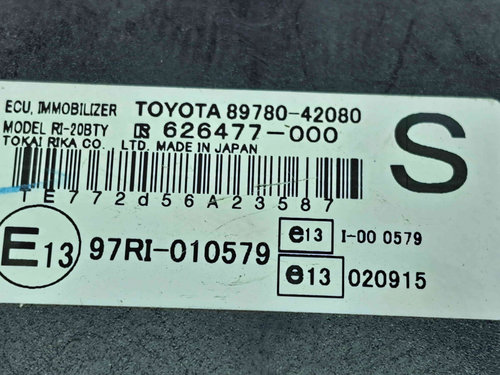 ECU, IMMOBILIZER TOYOTA 89780-42080
MODEL RI-20BTY 626477-000
TOKAI RIKA CO. LTD. MADE IN JAPAN
S
TE772d56A23587
E13 97RI-010579
e13 I-00 0579
e13 020915